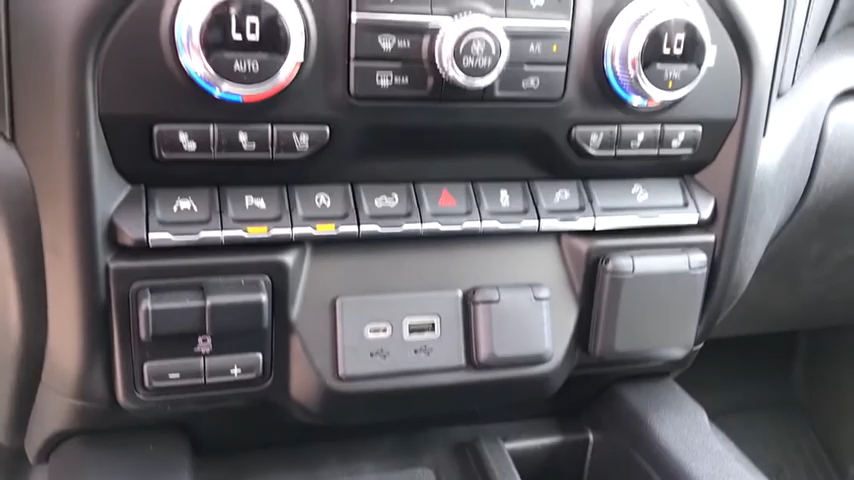 LO
AUTO
MAX
REAR
ON/OFF
A/C
LO
SYNC
P
A
- +